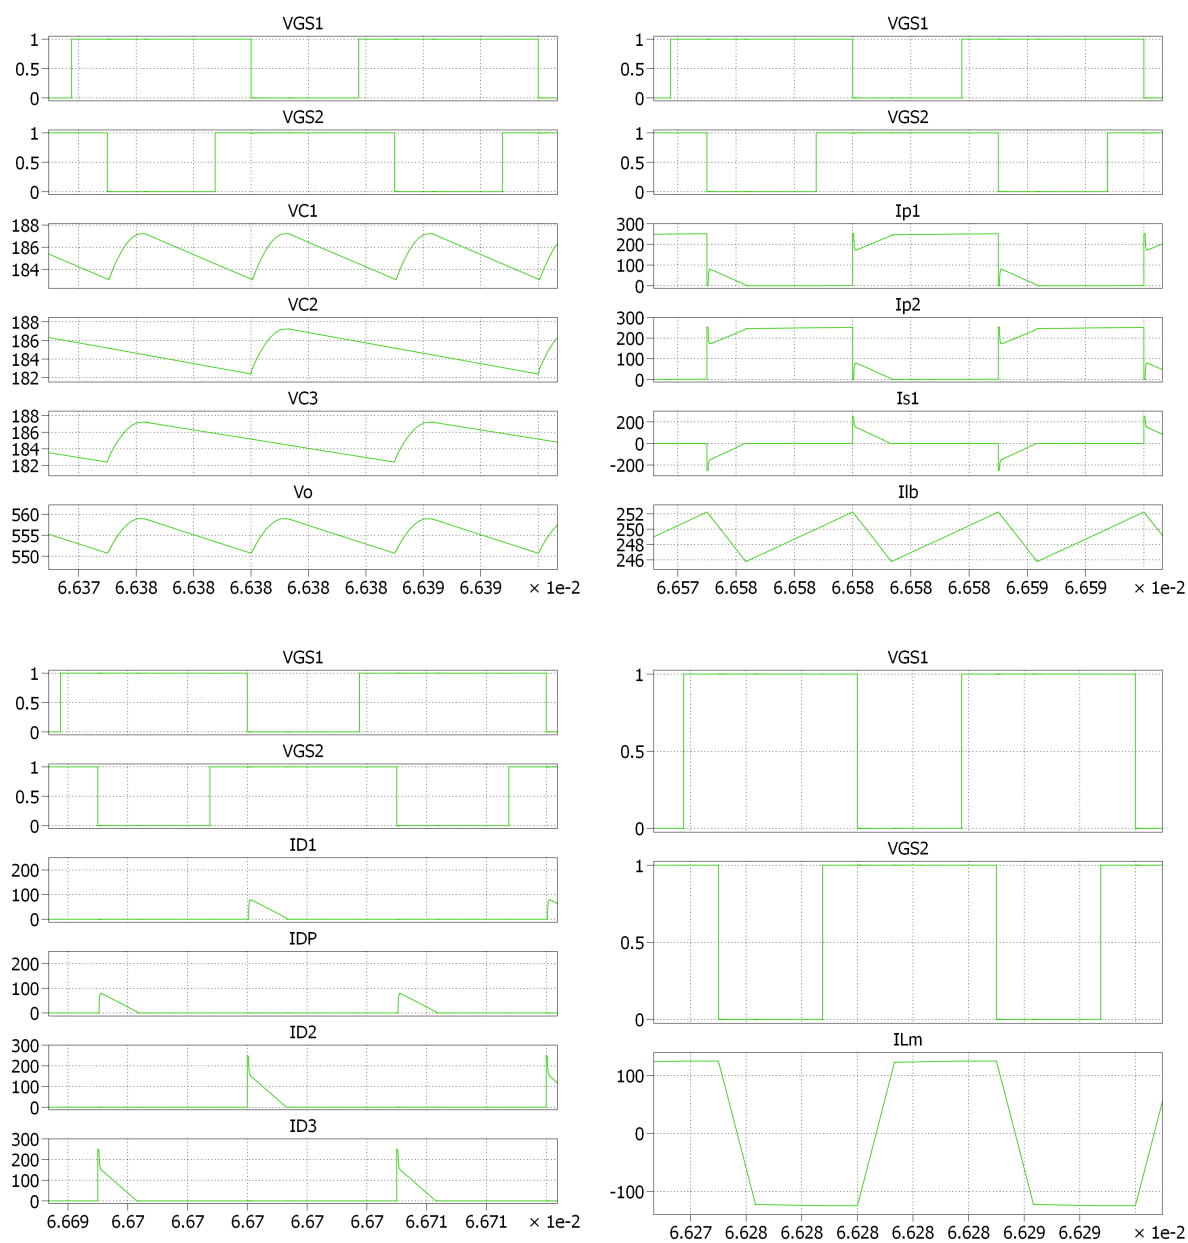 VGS1
1
0.5
0
VGS2
1
0.5
0
VC1
188
186
184
VC2
188
186
184
182
VC3
188
186
184
182
Vo
560
555
550
6.637 6.638 6.638 6.638 6.638 6.638 6.639 6.639 × 1e-2
VGS1
1
0.5
0
VGS2
1
0.5
0
Ip1
300
200
100
0
Ip2
300
200
100
0
Is1
200
0
-200
Ilb
252
250
248
246
6.657 6.658 6.658 6.658 6.658 6.658 6.659 6.659 × 1e-2
VGS1
1
0.5
0
VGS2
1
0.5
0
ID1
200
100
0
IDP
200
100
0
ID2
300
200
100
0
ID3
300
200
100
0
6.669 6.67 6.67 6.67 6.67 6.67 6.671 6.671 × 1e-2
VGS1
1
0.5
0
VGS2
1
0.5
0
ILm
100
0
-100
6.627 6.628 6.628 6.628 6.628 6.628 6.629 6.629 × 1e-2